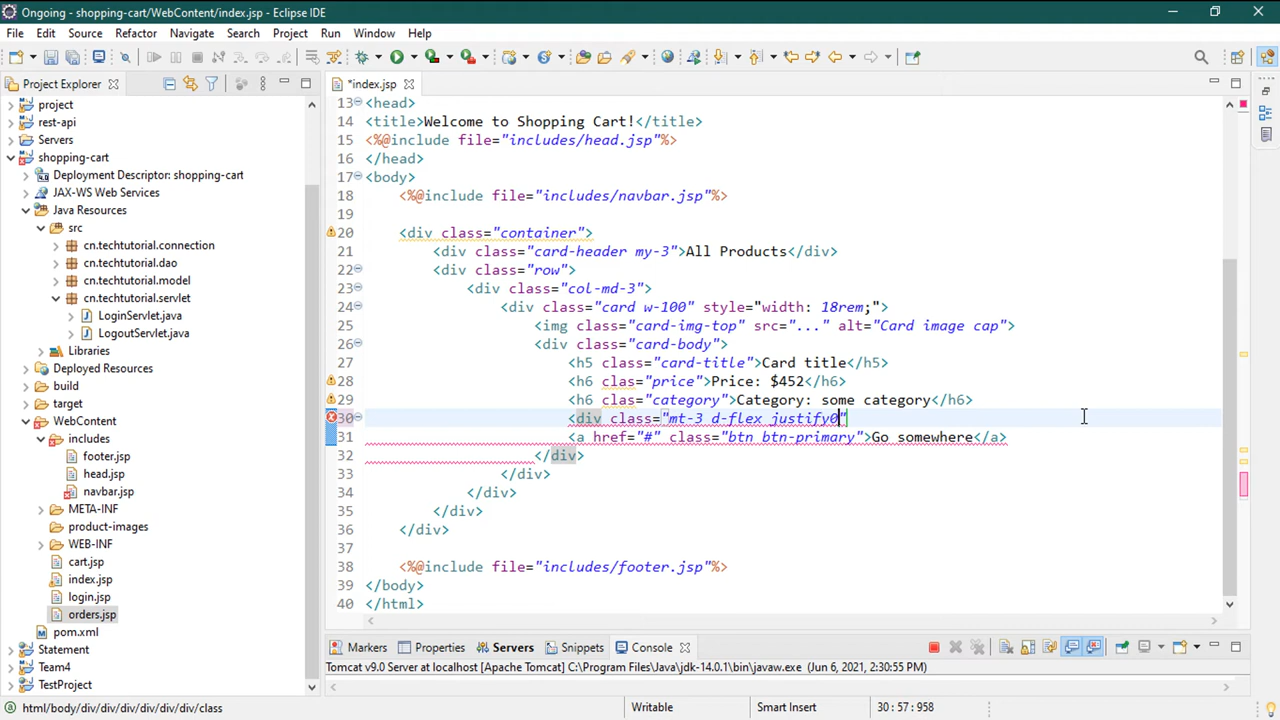 Ongoing - shopping-cart/WebContent/index.jsp - Eclipse IDE
File Edit Source Refactor Navigate Search Project Run Window Help
Project Explorer
*index.jsp
project
rest-api
Servers
shopping-cart
Deployment Descriptor: shopping-cart
JAX-WS Web Services
Java Resources
src
cn.techtutorial.connection
cn.techtutorial.dao
cn.techtutorial.model
cn.techtutorial.servlet
LoginServlet.java
LogoutServlet.java
Libraries
Deployed Resources
build
target
WebContent
includes
footer.jsp
head.jsp
navbar.jsp
META-INF
product-images
WEB-INF
cart.jsp
index.jsp
login.jsp
orders.jsp
pom.xml
Statement
Team4
TestProject
13 <head>
14 <title>Welcome to Shopping Cart!</title>
15 <%@include file="includes/head.jsp"%>
16 </head>
17 <body>
18 <%@include file="includes/navbar.jsp"%>
19
20 <div class="container">
21 <div class="card-header my-3">All Products</div>
22 <div class="row">
23 <div class="col-md-3">
24 <div class="card w-100" style="width: 18rem;">
25 <img class="card-img-top" src="..." alt="Card image cap">
26 <div class="card-body">
27 <h5 class="card-title">Card title</h5>
28 <h6 clas="price">Price: $452</h6>
29 <h6 clas="category">Category: some category</h6>
30 <div class="mt-3 d-flex justify0"
31 <a href="#" class="btn btn-primary">Go somewhere</a>
32 </div>
33 </div>
34 </div>
35 </div>
36 </div>
37
38 <%@include file="includes/footer.jsp"%>
39 </body>
40 </html>
Markers Properties Servers Snippets Console
Tomcat v9.0 Server at localhost [Apache Tomcat] C:\Program Files\Java\jdk-14.0.1\bin\javaw.exe (Jun 6, 2021, 2:30:55 PM)
html/body/div/div/div/div/div/class Writable Smart Insert 30 : 57 : 958